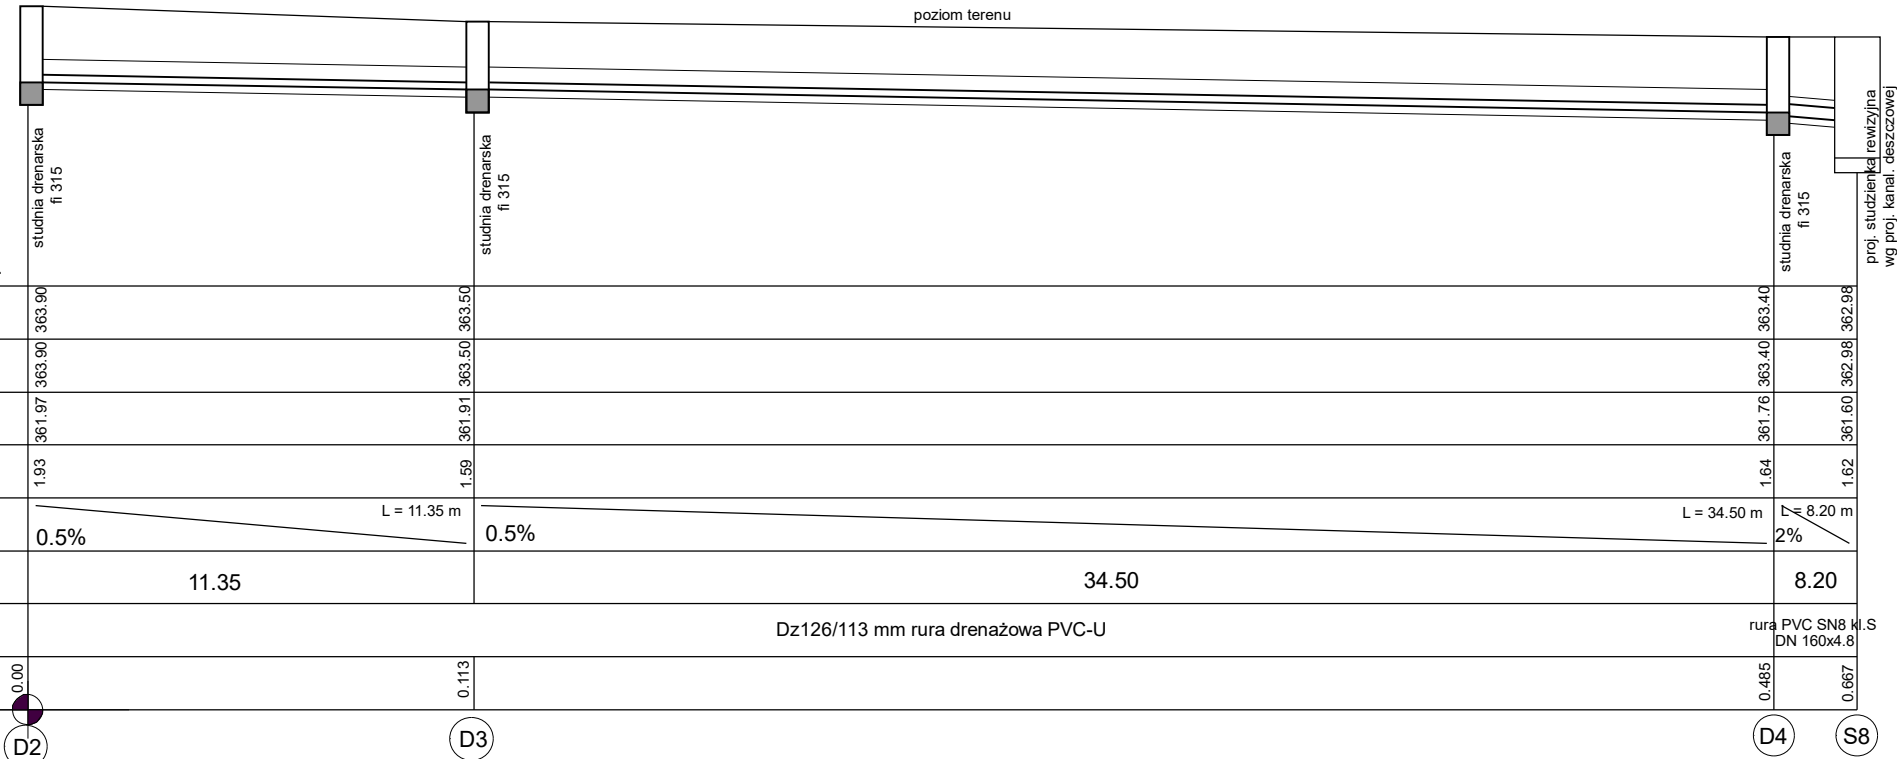 poziom terenu
studnia drenarska
fi 315
studnia drenarska
fi 315
studnia drenarska
fi 315
proj. studzienka rewizyjna
wg proj. kanal. deszczowej
363.90 363.50 363.40 362.98
363.90 363.50 363.40 362.98
361.97 361.91 361.76 361.60
1.93 1.59 1.64 1.62
L = 11.35 m L = 34.50 m L = 8.20 m
0.5% 0.5% 2%
11.35 34.50 8.20
Dz126/113 mm rura drenażowa PVC-U
rura PVC SN8 kl.S
DN 160x4.8
0.00 0.113 0.485 0.667
D2 D3 D4 S8